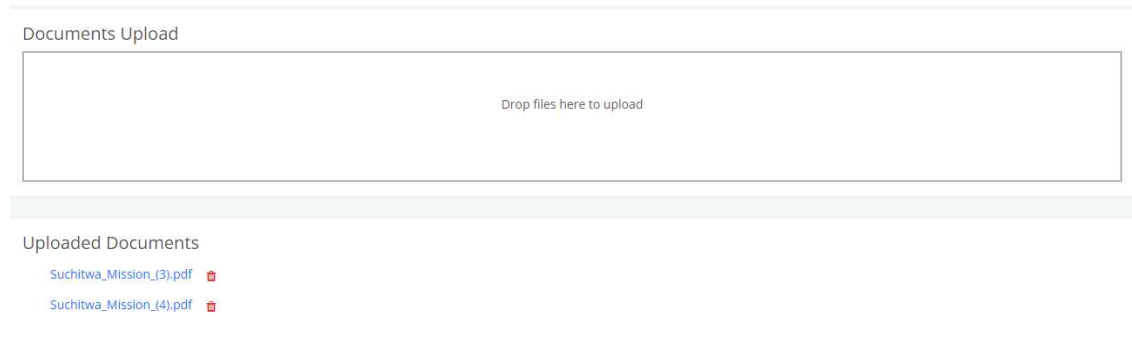 Documents Upload
Drop files here to upload
Uploaded Documents
Suchitwa_Mission_(3).pdf
Suchitwa_Mission_(4).pdf